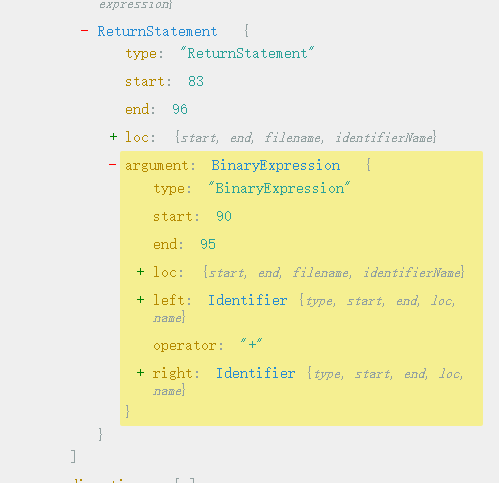 expression}
- ReturnStatement {
type: "ReturnStatement"
start: 83
end: 96
+ loc: {start, end, filename, identifierName}
- argument: BinaryExpression {
type: "BinaryExpression"
start: 90
end: 95
+ loc: {start, end, filename, identifierName}
+ left: Identifier {type, start, end, loc,
name}
operator: "+"
+ right: Identifier {type, start, end, loc,
name}
}
}
]